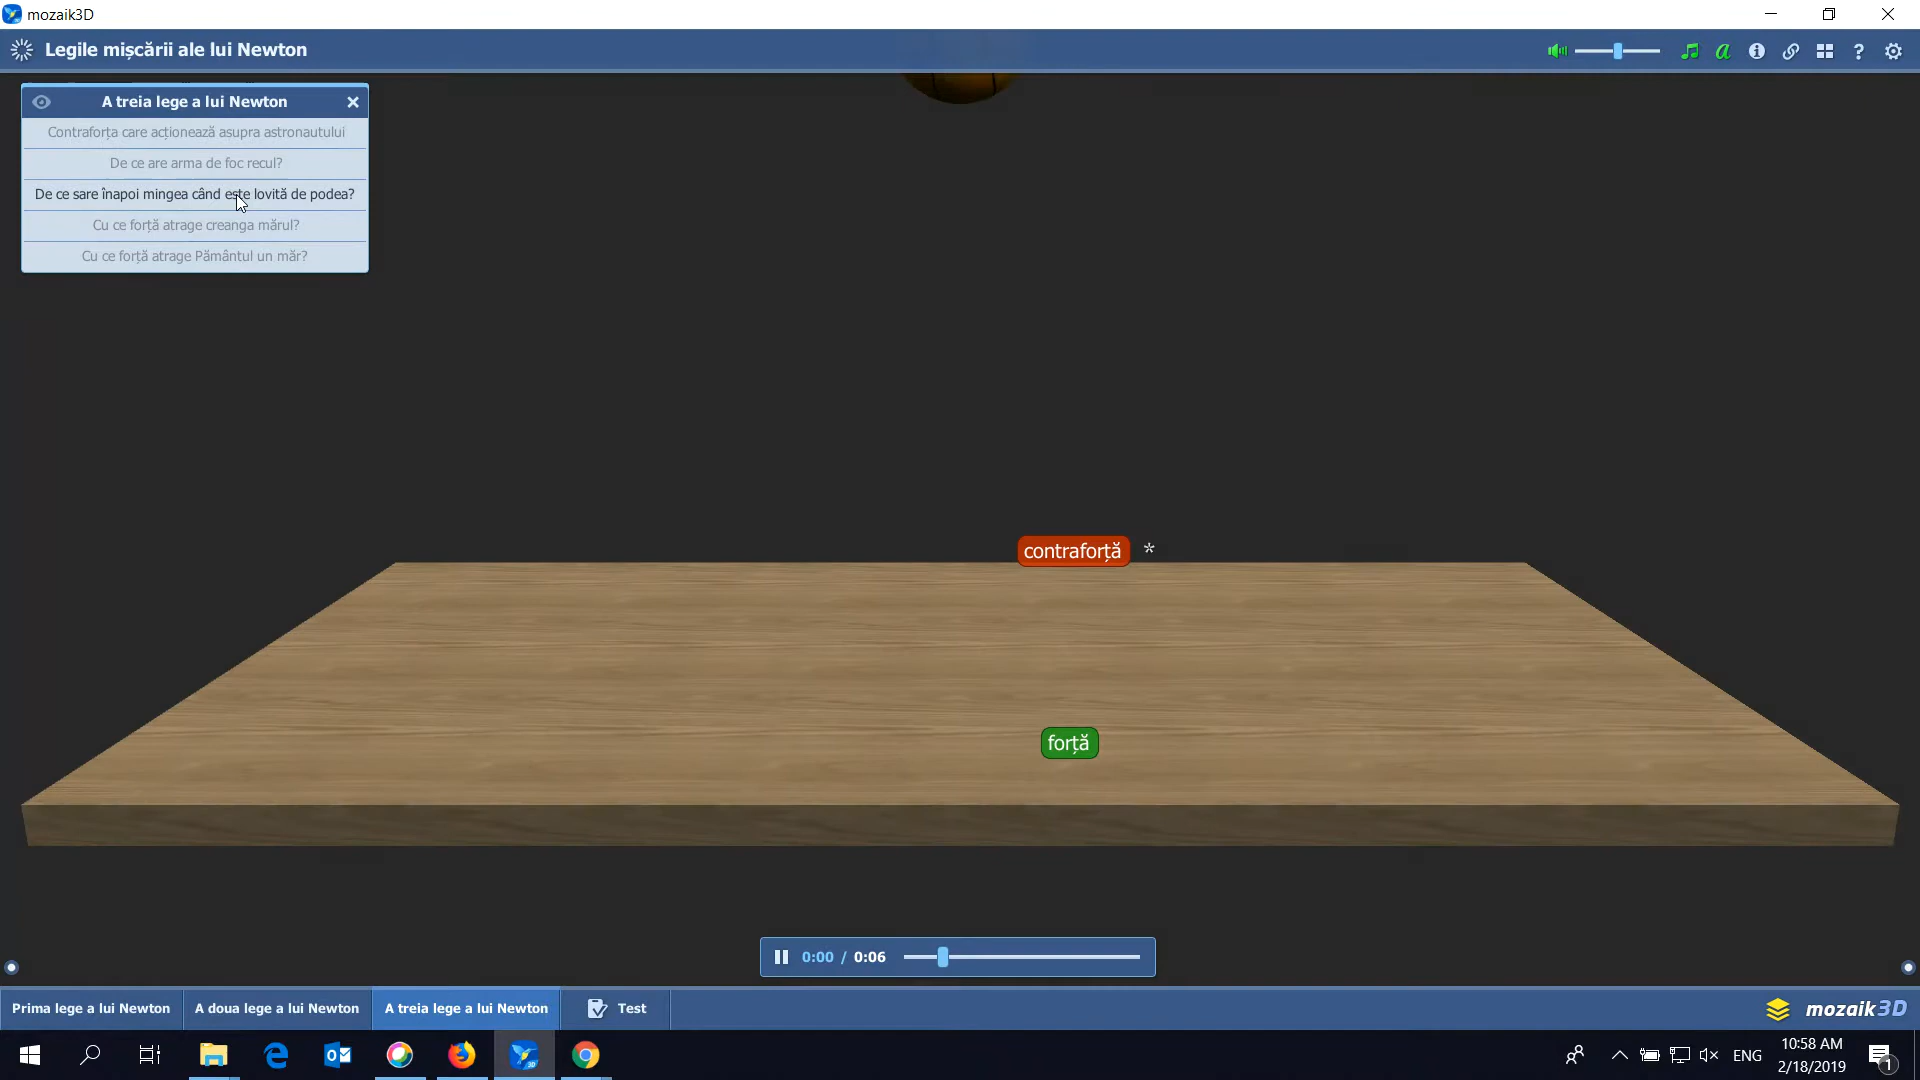 mozaik3D
Legile mișcării ale lui Newton
A treia lege a lui Newton
Contraforța care acționează asupra astronautului
De ce are arma de foc recul?
De ce sare înapoi mingea când este lovită de podea?
Cu ce forță atrage creanga mărul?
Cu ce forță atrage Pământul un măr?
contraforță *
forță
0:00 / 0:06
Prima lege a lui Newton A doua lege a lui Newton A treia lege a lui Newton Test mozaik3D
ENG
10:58 AM
2/18/2019
1